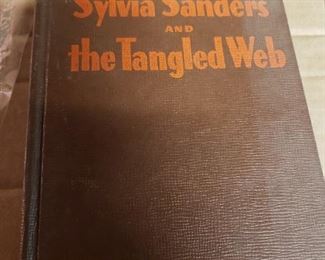 Sylvia Sanders
AND
the Tangled Web